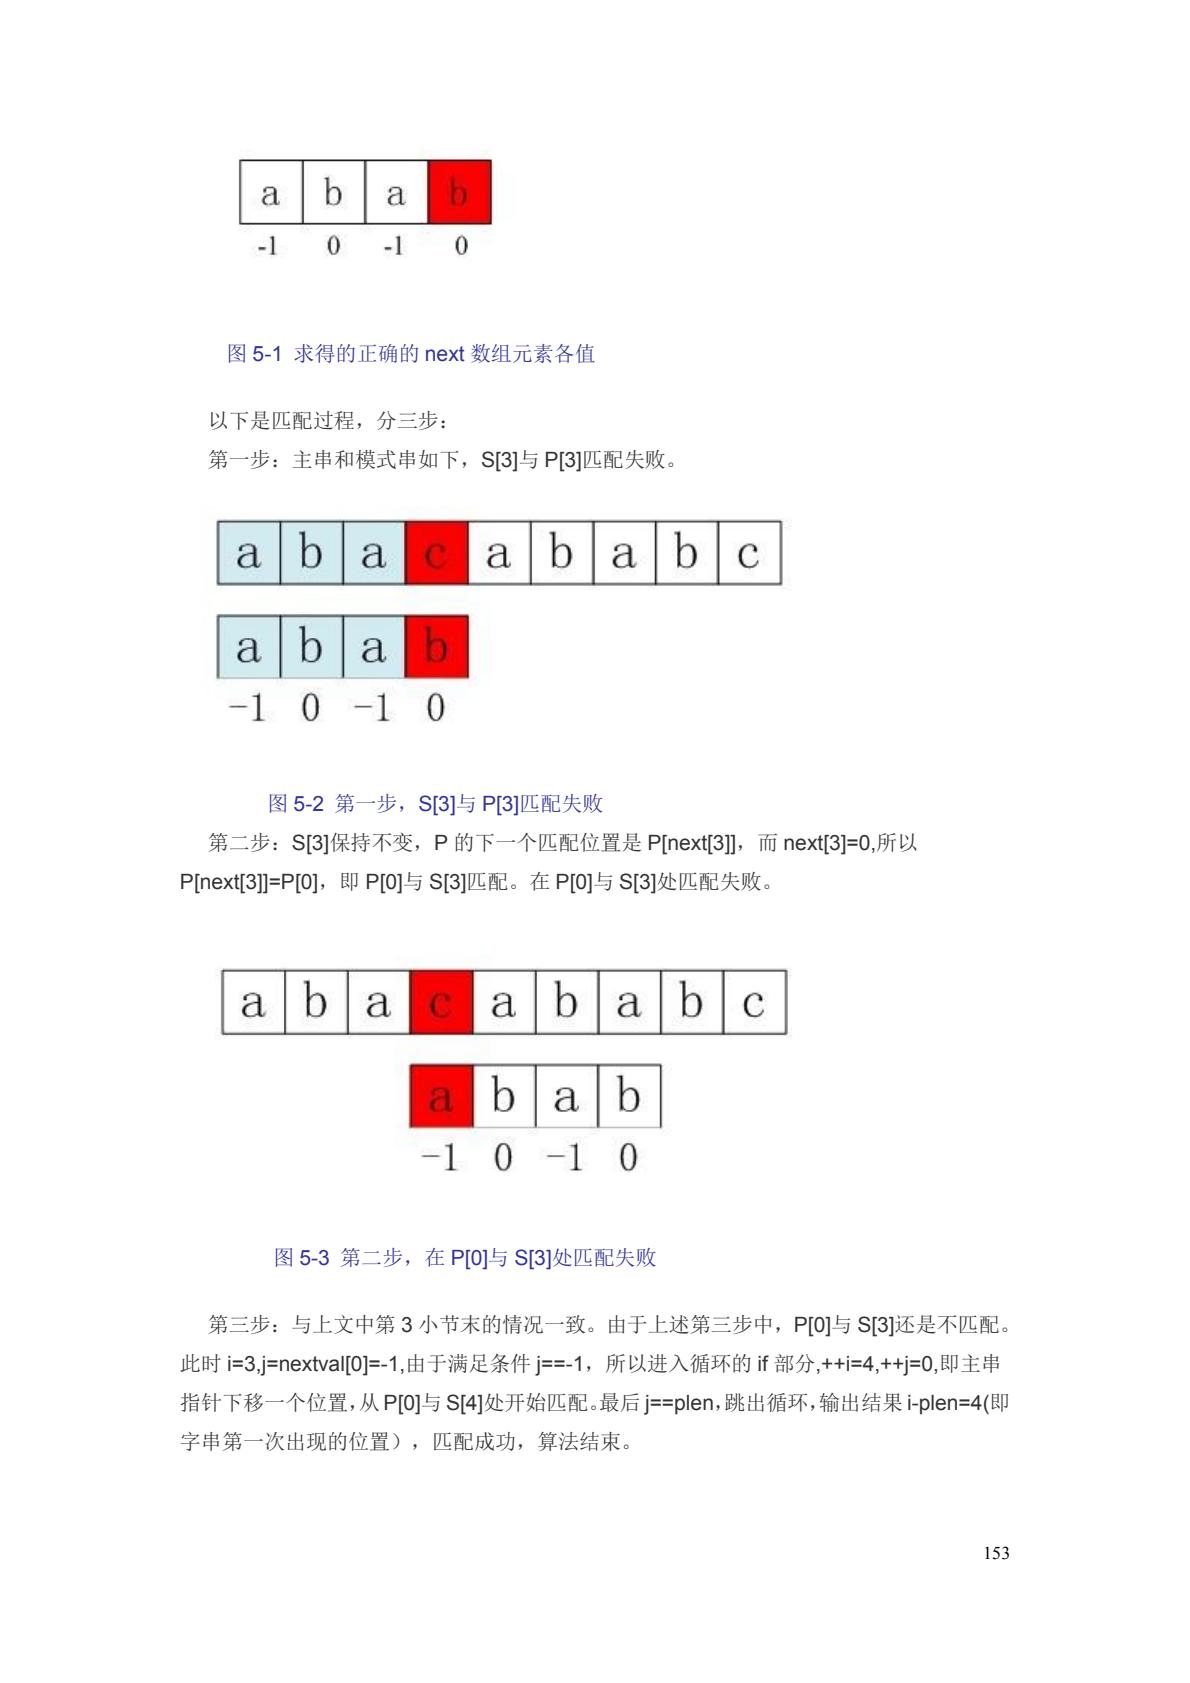 a b a b
-1 0 -1 0
图 5-1 求得的正确的 next 数组元素各值
以下是匹配过程，分三步：
第一步：主串和模式串如下，S[3]与 P[3]匹配失败。
a b a c a b a b c
a b a b
-1 0 -1 0
图 5-2 第一步，S[3]与 P[3]匹配失败
第二步：S[3]保持不变，P 的下一个匹配位置是 P[next[3]]，而 next[3]=0,所以
P[next[3]]=P[0]，即 P[0]与 S[3]匹配。在 P[0]与 S[3]处匹配失败。
a b a c a b a b c
a b a b
-1 0 -1 0
图 5-3 第二步，在 P[0]与 S[3]处匹配失败
第三步：与上文中第 3 小节末的情况一致。由于上述第三步中，P[0]与 S[3]还是不匹配。
此时 i=3,j=nextval[0]=-1,由于满足条件 j==-1，所以进入循环的 if 部分,++i=4,++j=0,即主串
指针下移一个位置，从 P[0]与 S[4]处开始匹配。最后 j==plen，跳出循环，输出结果 i-plen=4(即
字串第一次出现的位置），匹配成功，算法结束。
153